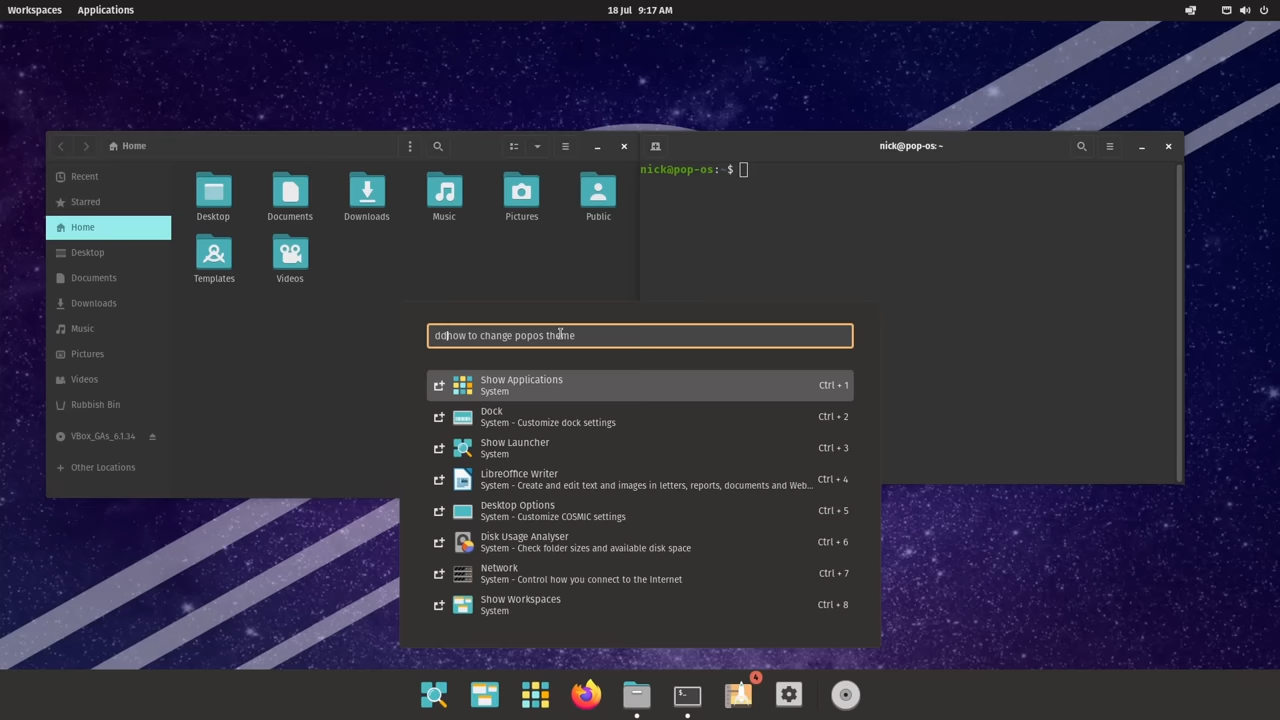 Workspaces Applications 18 Jul 9:17 AM
Home
nick@pop-os: ~
Recent
Starred
Home
Desktop
Documents
Downloads
Music
Pictures
Videos
Rubbish Bin
VBox_GAs_6.1.34
Other Locations
Desktop Documents Downloads Music Pictures Public
Templates Videos
nick@pop-os:~$
ddhow to change popos theme
Show Applications
System
Ctrl + 1
Dock
System - Customize dock settings
Ctrl + 2
Show Launcher
System
Ctrl + 3
LibreOffice Writer
System - Create and edit text and images in letters, reports, documents and Web...
Ctrl + 4
Desktop Options
System - Customize COSMIC settings
Ctrl + 5
Disk Usage Analyser
System - Check folder sizes and available disk space
Ctrl + 6
Network
System - Control how you connect to the Internet
Ctrl + 7
Show Workspaces
System
Ctrl + 8
4